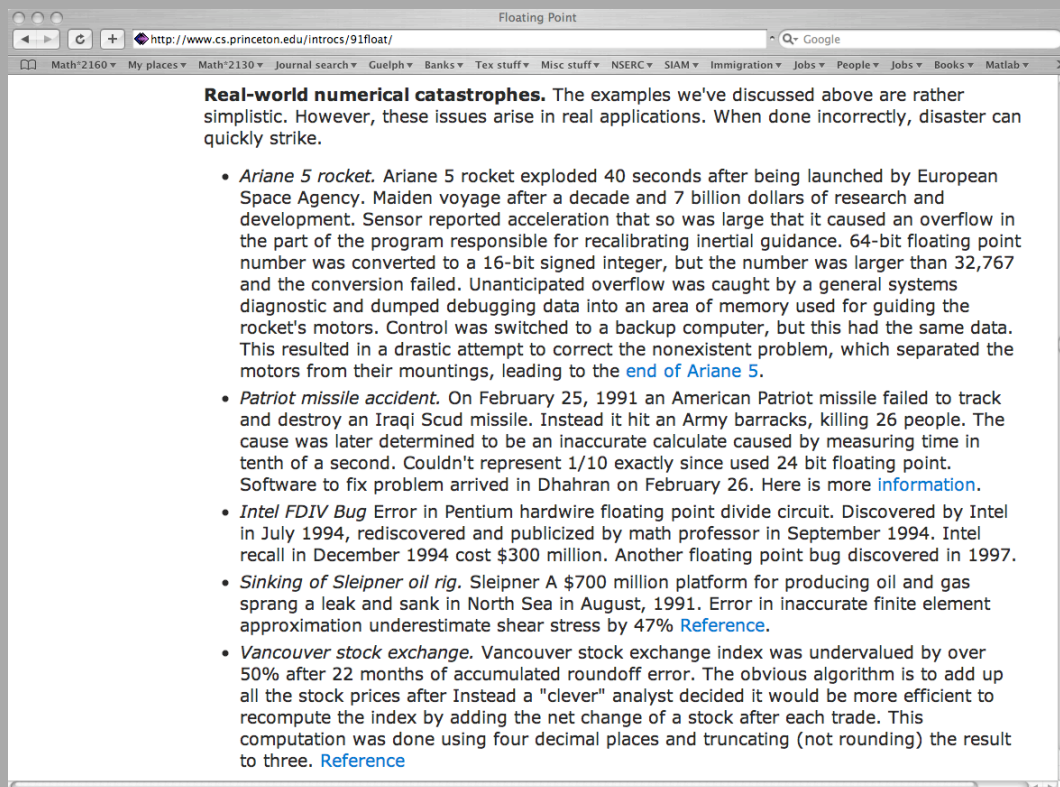 Floating Point
http://www.cs.princeton.edu/introcs/91float/
Google
Math*2160 My places Math*2130 Journal search Guelph Banks Tex stuff Misc stuff NSERC SIAM Immigration Jobs People Jobs Books Matlab
Real-world numerical catastrophes. The examples we've discussed above are rather
simplistic. However, these issues arise in real applications. When done incorrectly, disaster can
quickly strike.
• Ariane 5 rocket. Ariane 5 rocket exploded 40 seconds after being launched by European
Space Agency. Maiden voyage after a decade and 7 billion dollars of research and
development. Sensor reported acceleration that so was large that it caused an overflow in
the part of the program responsible for recalibrating inertial guidance. 64-bit floating point
number was converted to a 16-bit signed integer, but the number was larger than 32,767
and the conversion failed. Unanticipated overflow was caught by a general systems
diagnostic and dumped debugging data into an area of memory used for guiding the
rocket's motors. Control was switched to a backup computer, but this had the same data.
This resulted in a drastic attempt to correct the nonexistent problem, which separated the
motors from their mountings, leading to the end of Ariane 5.
• Patriot missile accident. On February 25, 1991 an American Patriot missile failed to track
and destroy an Iraqi Scud missile. Instead it hit an Army barracks, killing 26 people. The
cause was later determined to be an inaccurate calculate caused by measuring time in
tenth of a second. Couldn't represent 1/10 exactly since used 24 bit floating point.
Software to fix problem arrived in Dhahran on February 26. Here is more information.
• Intel FDIV Bug Error in Pentium hardwire floating point divide circuit. Discovered by Intel
in July 1994, rediscovered and publicized by math professor in September 1994. Intel
recall in December 1994 cost $300 million. Another floating point bug discovered in 1997.
• Sinking of Sleipner oil rig. Sleipner A $700 million platform for producing oil and gas
sprang a leak and sank in North Sea in August, 1991. Error in inaccurate finite element
approximation underestimate shear stress by 47% Reference.
• Vancouver stock exchange. Vancouver stock exchange index was undervalued by over
50% after 22 months of accumulated roundoff error. The obvious algorithm is to add up
all the stock prices after Instead a "clever" analyst decided it would be more efficient to
recompute the index by adding the net change of a stock after each trade. This
computation was done using four decimal places and truncating (not rounding) the result
to three. Reference